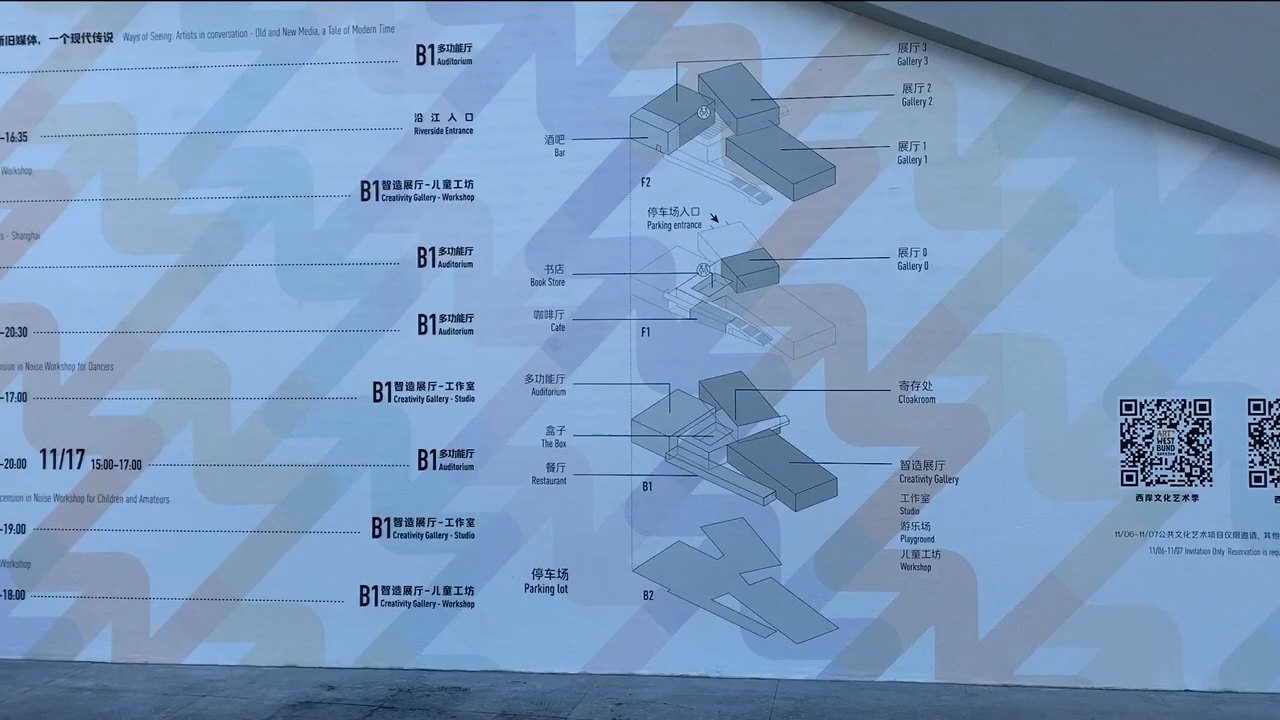 新旧媒体，一个现代传说 Ways of Seeing: Artists in conversation - Old and New Media, a Tale of Modern Time
B1 多功能厅
Auditorium
-16:35
沿江入口
Riverside Entrance
Workshop
B1 智造展厅-儿童工坊
Creativity Gallery - Workshop
s - Shanghai
B1 多功能厅
Auditorium
-20:30
B1 多功能厅
Auditorium
ension in Noise Workshop for Dancers
-17:00
B1 智造展厅-工作室
Creativity Gallery - Studio
-20:00 11/17 15:00-17:00
B1 多功能厅
Auditorium
cension in Noise Workshop for Children and Amateurs
-19:00
B1 智造展厅-工作室
Creativity Gallery - Studio
Workshop
-18:00
B1 智造展厅-儿童工坊
Creativity Gallery - Workshop
展厅 3
Gallery 3
展厅 2
Gallery 2
酒吧
Bar
展厅 1
Gallery 1
F2
停车场入口
Parking entrance
展厅 0
Gallery 0
书店
Book Store
咖啡厅
Cafe
F1
多功能厅
Auditorium
寄存处
Cloakroom
盒子
The Box
餐厅
Restaurant
B1
智造展厅
Creativity Gallery
工作室
Studio
游乐场
Playground
儿童工坊
Workshop
停车场
Parking lot
B2
ART
WEST
BUND
西岸文化艺术季
西
11/06-11/07公共文化艺术项目仅限邀请，其他
11/06-11/07 Invitation Only. Reservation is requ